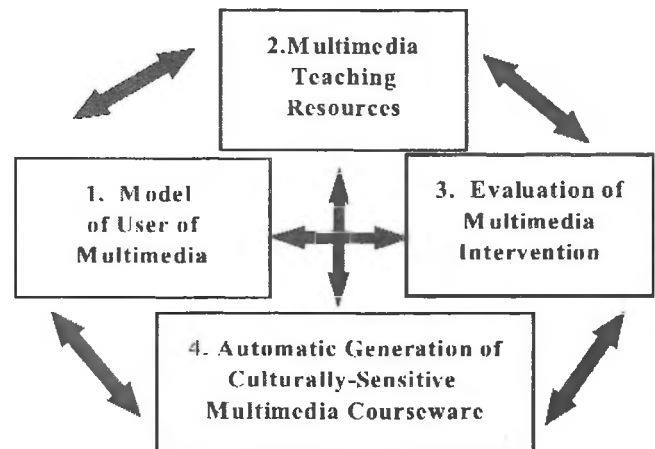 2.Multimedia
Teaching
Resources
1. Model
of User of
Multimedia
3. Evaluation of
Multimedia
Intervention
4. Automatic Generation of
Culturally-Sensitive
Multimedia Courseware